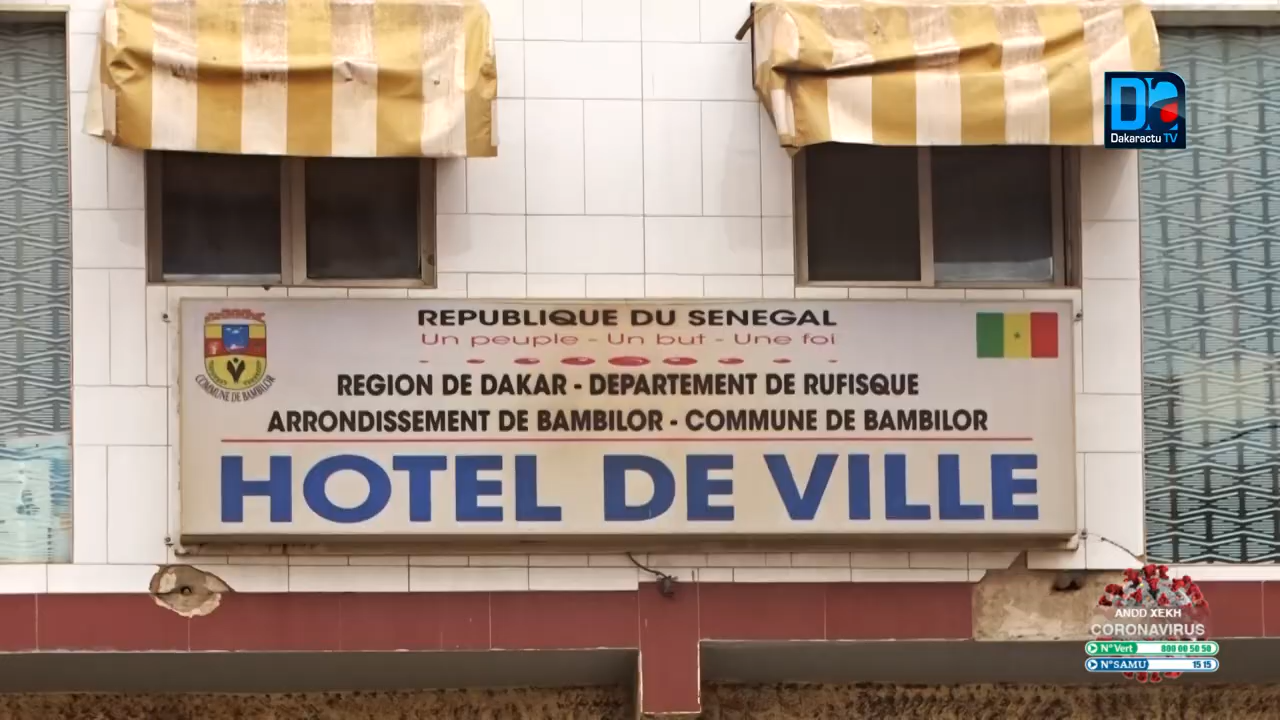 Dakaractu TV
REPUBLIQUE DU SENEGAL
Un peuple - Un but - Une foi
COMMUNE DE BAMBILOR
REGION DE DAKAR - DEPARTEMENT DE RUFISQUE
ARRONDISSEMENT DE BAMBILOR - COMMUNE DE BAMBILOR
HOTEL DE VILLE
ANDD XEKH
CORONAVIRUS
N° Vert 800 00 50 50
N° SAMU 15 15